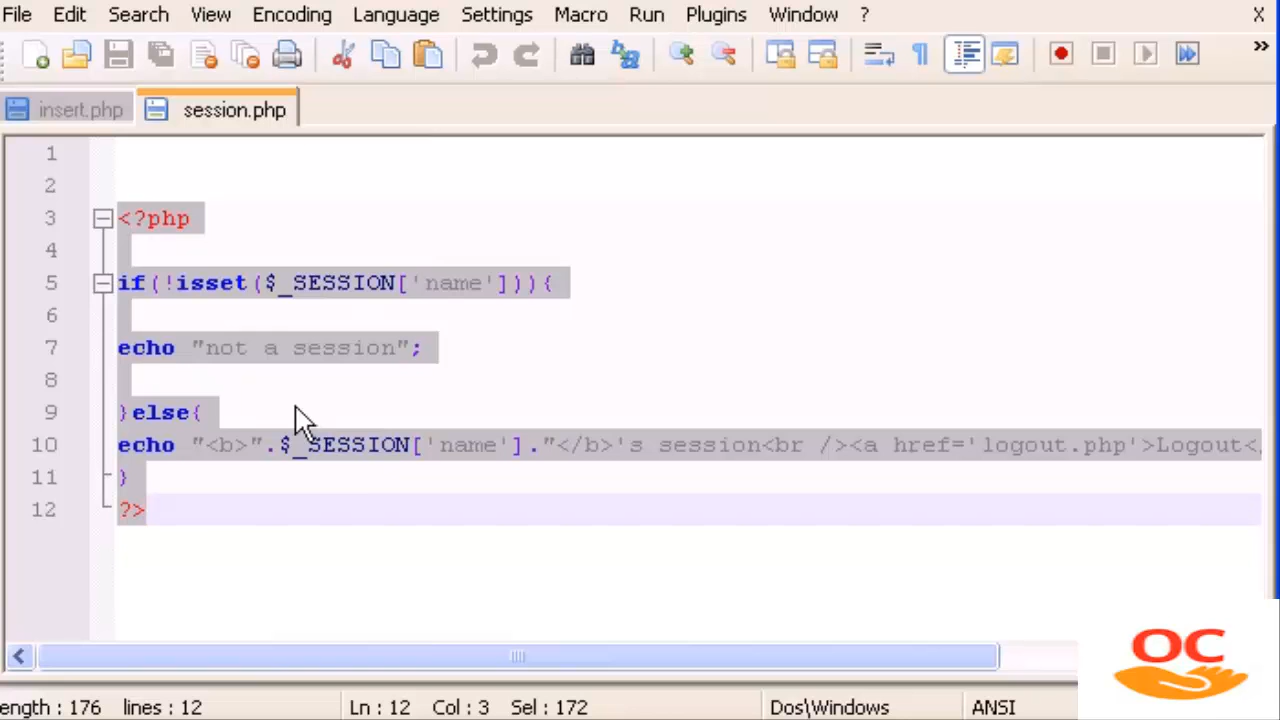 File Edit Search View Encoding Language Settings Macro Run Plugins Window ? X
»
insert.php session.php
1
2
3 <?php
4
5 if(!isset($_SESSION['name'])){
6
7 echo "not a session";
8
9 }else{
10 echo "<b>".$_SESSION['name']."</b>'s session<br /><a href='logout.php'>Logout<
11 }
12 ?>
OC
ength : 176 lines : 12 Ln : 12 Col : 3 Sel : 172 Dos\Windows ANSI